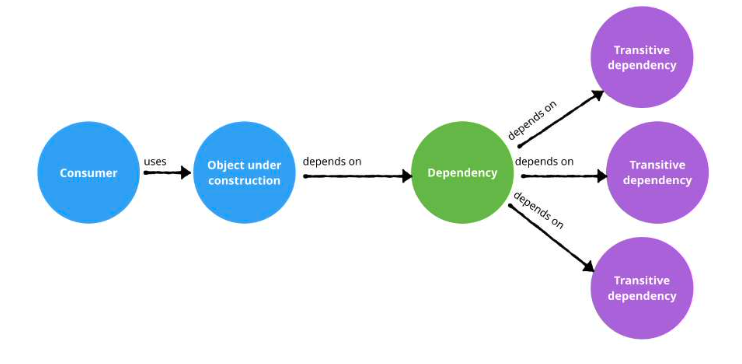 Consumer
uses
Object under
construction
depends on
Dependency
depends on
Transitive
dependency
depends on
Transitive
dependency
depends on
Transitive
dependency